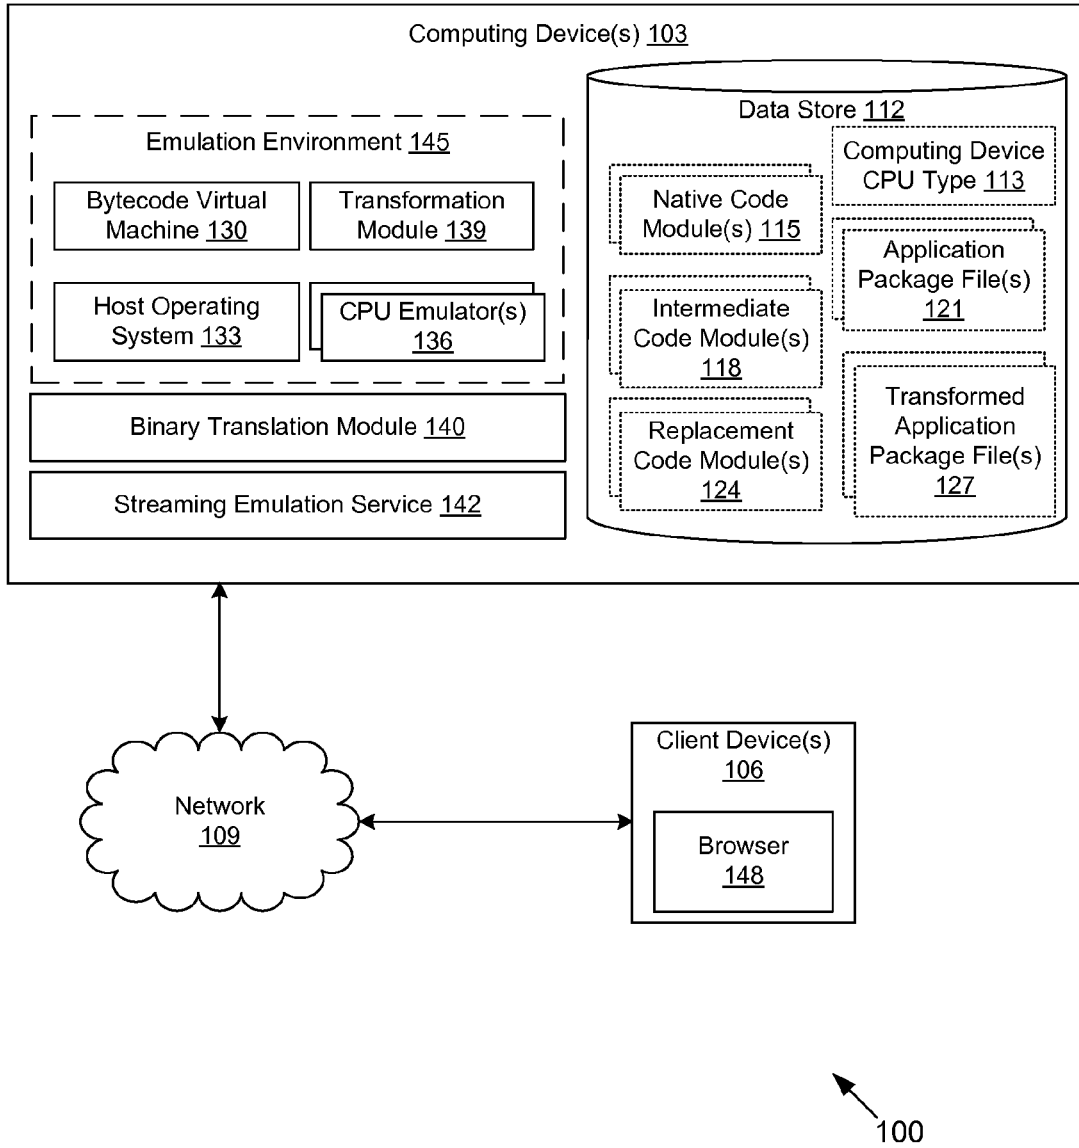 Computing Device(s) 103
Emulation Environment 145
Bytecode Virtual
Machine 130
Transformation
Module 139
Host Operating
System 133
CPU Emulator(s)
136
Binary Translation Module 140
Streaming Emulation Service 142
Data Store 112
Computing Device
CPU Type 113
Native Code
Module(s) 115
Application
Package File(s)
121
Intermediate
Code Module(s)
118
Replacement
Code Module(s)
124
Transformed
Application
Package File(s)
127
Network
109
Client Device(s)
106
Browser
148
100